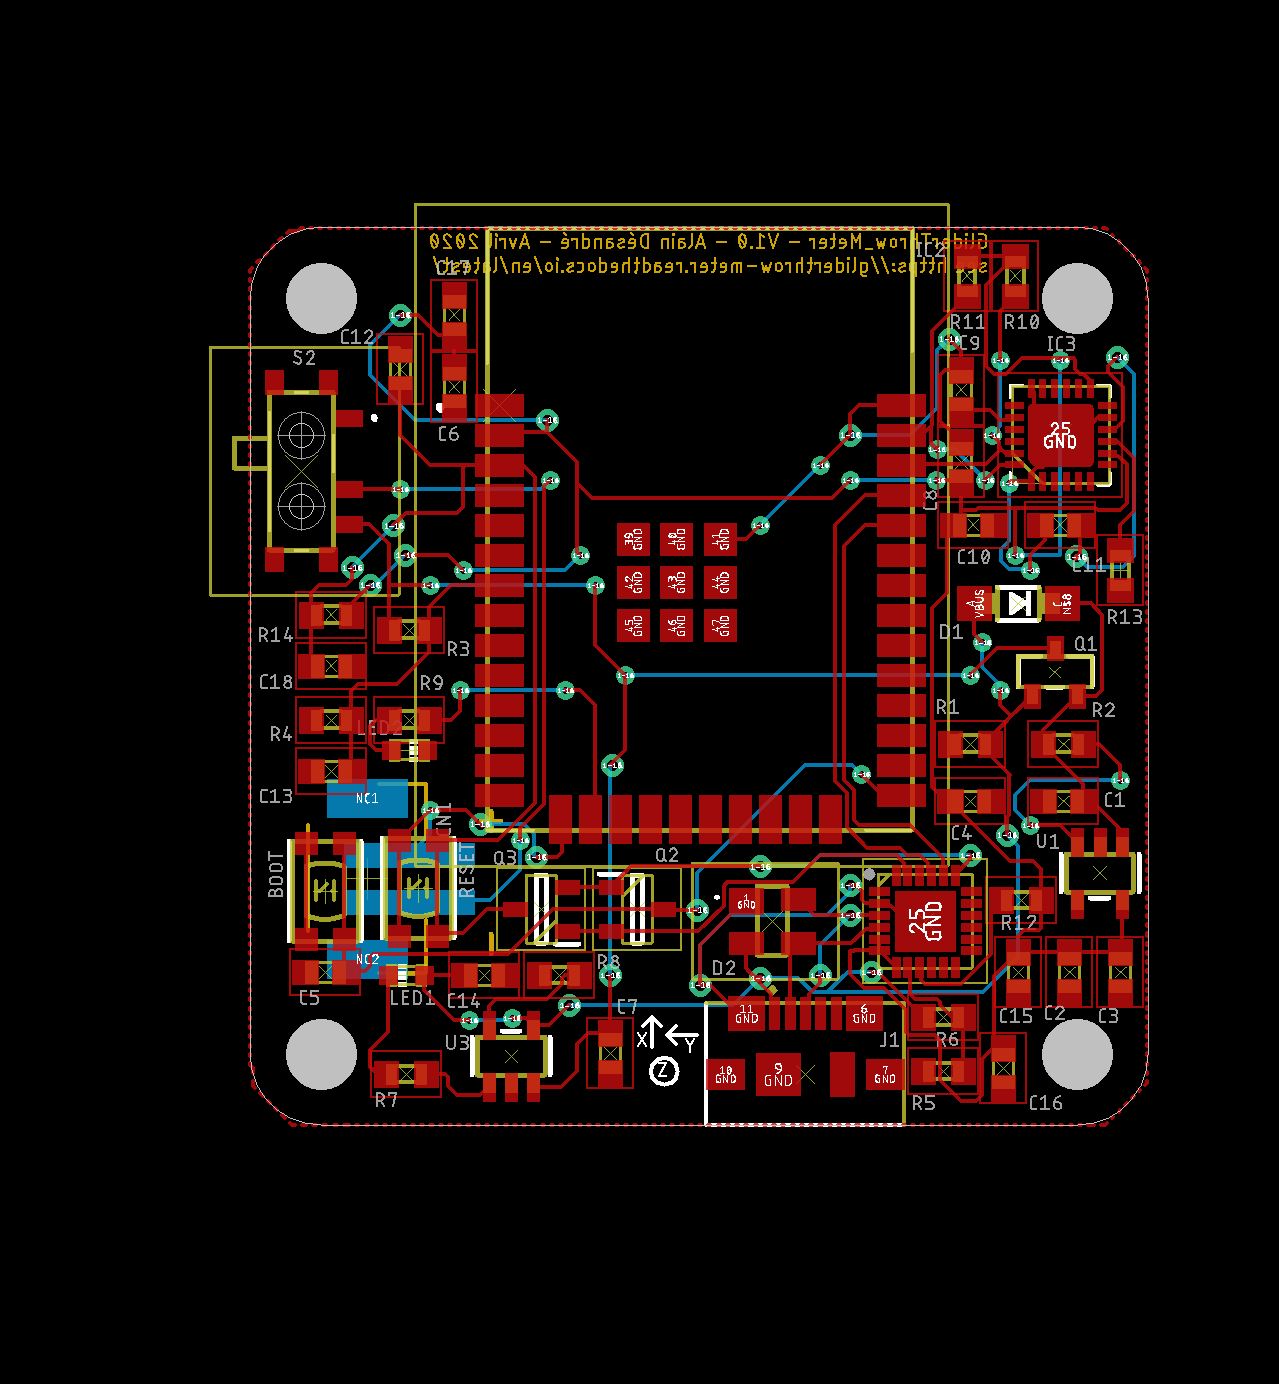 GliderThrow_Meter - V1.0 - Alain Désandré - Avril 2020
see https://gliderthrow-meter.readthedocs.io/en/latest/
IC2
C17
R11
R10
C12
C9
IC3
S2
25
GND
C6
C8
C10
C11
39
GND
40
GND
41
GND
42
GND
43
GND
44
GND
45
GND
46
GND
47
GND
A
VBUS
C
N$8
R13
D1
R14
R3
Q1
C18
R9
R1
R2
R4
LED2
C13
NC1
C1
CN1
C4
U1
BOOT
RESET
Q3
Q2
1
GND
25
GND
R12
NC2
R8
D2
C5
LED1
C14
C7
C15
C2
C3
11
GND
6
GND
U3
X
Y
J1
R6
Z
10
GND
9
GND
7
GND
R7
R5
C16